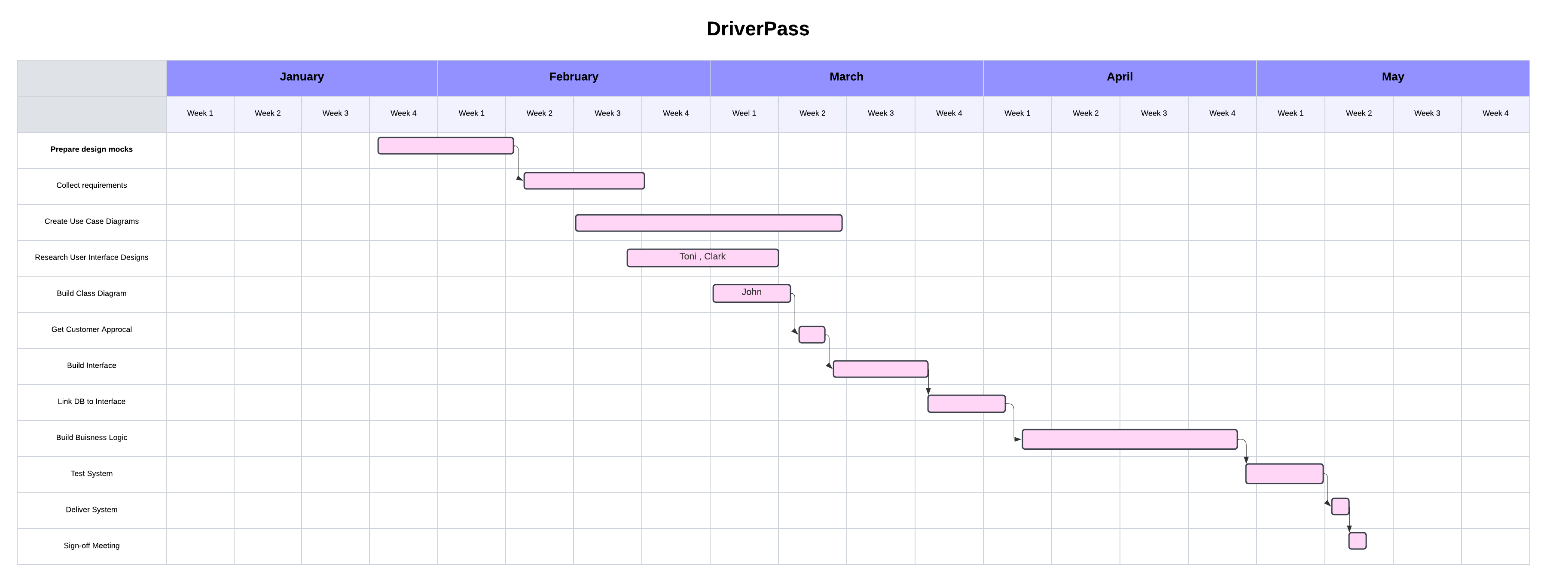 DriverPass
January February March April May
Week 1 Week 2 Week 3 Week 4 Week 1 Week 2 Week 3 Week 4 Weel 1 Week 2 Week 3 Week 4 Week 1 Week 2 Week 3 Week 4 Week 1 Week 2 Week 3 Week 4
Prepare design mocks
Collect requirements
Create Use Case Diagrams
Research User Interface Designs Toni , Clark
Build Class Diagram John
Get Customer Approcal
Build Interface
Link DB to Interface
Build Buisness Logic
Test System
Deliver System
Sign-off Meeting